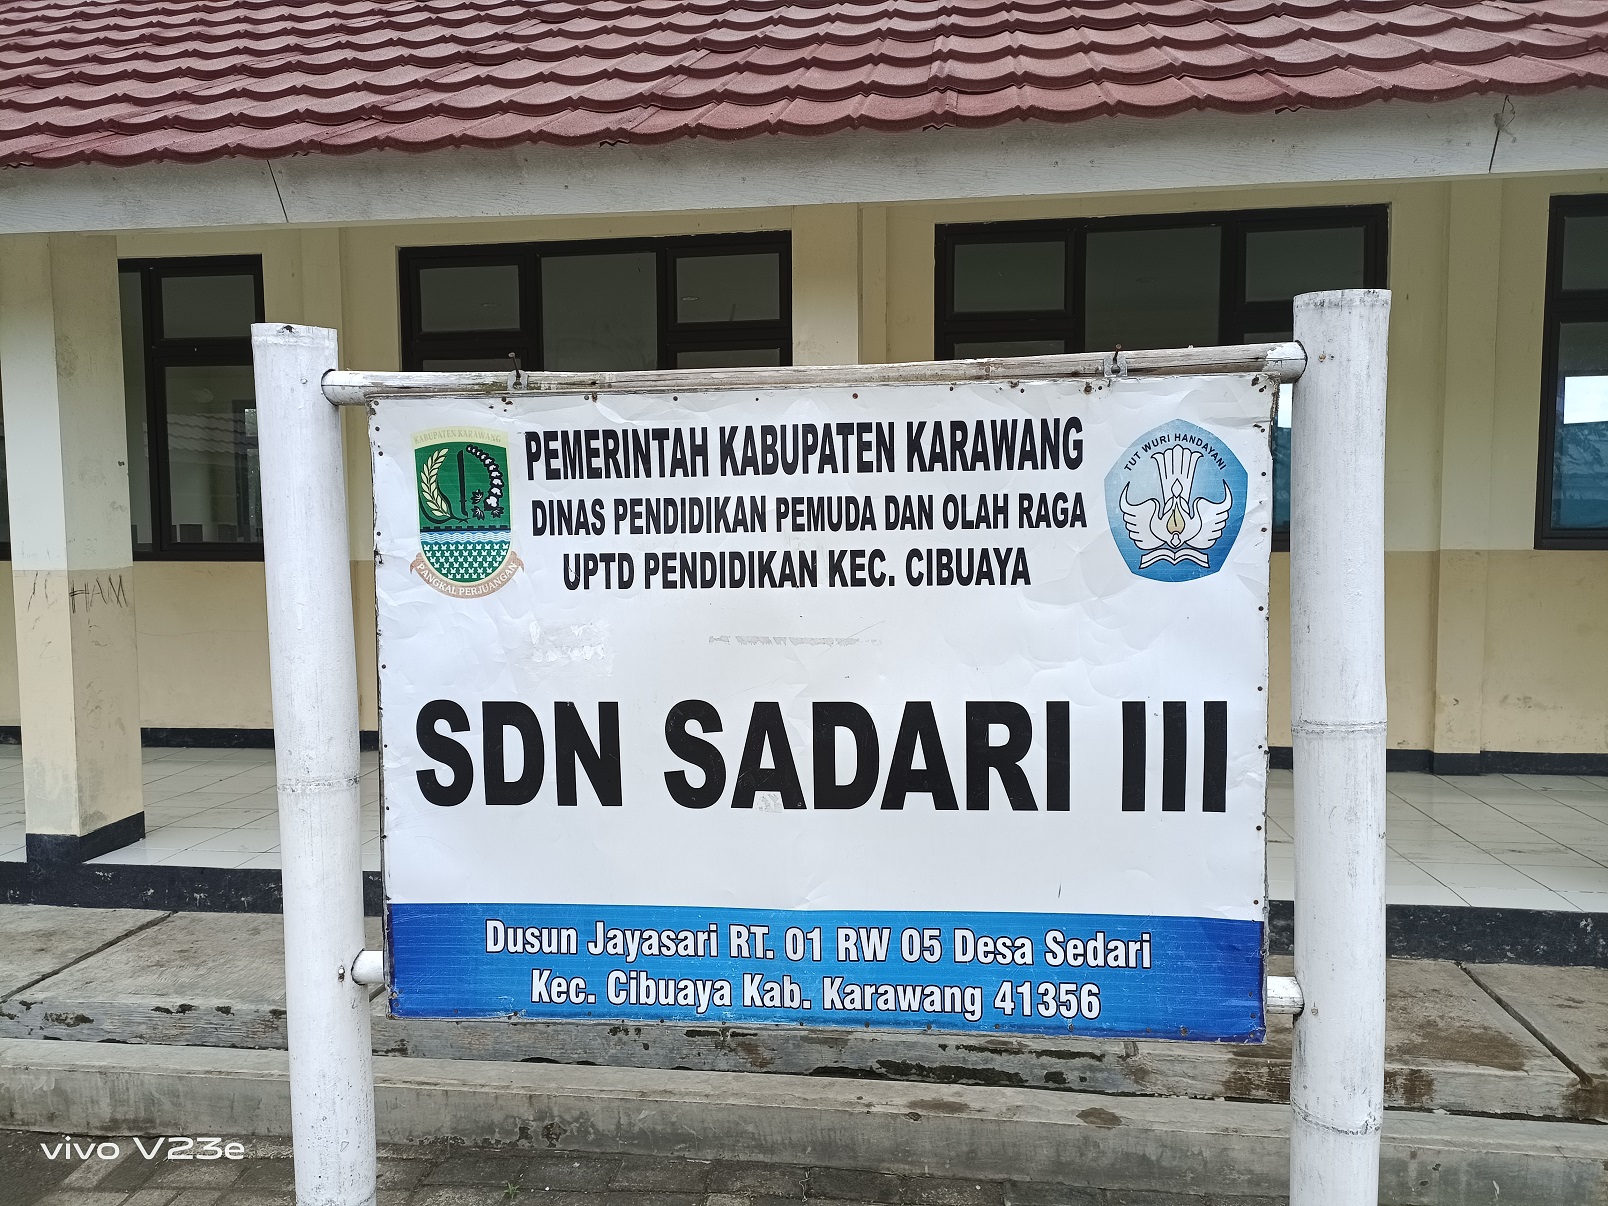 KABUPATEN KARAWANG
PANGKAL PERJUANGAN
PEMERINTAH KABUPATEN KARAWANG
DINAS PENDIDIKAN PEMUDA DAN OLAH RAGA
UPTD PENDIDIKAN KEC. CIBUAYA
TUT WURI HANDAYANI
SDN SADARI III
Dusun Jayasari RT. 01 RW 05 Desa Sedari
Kec. Cibuaya Kab. Karawang 41356
HAM
vivo V23e